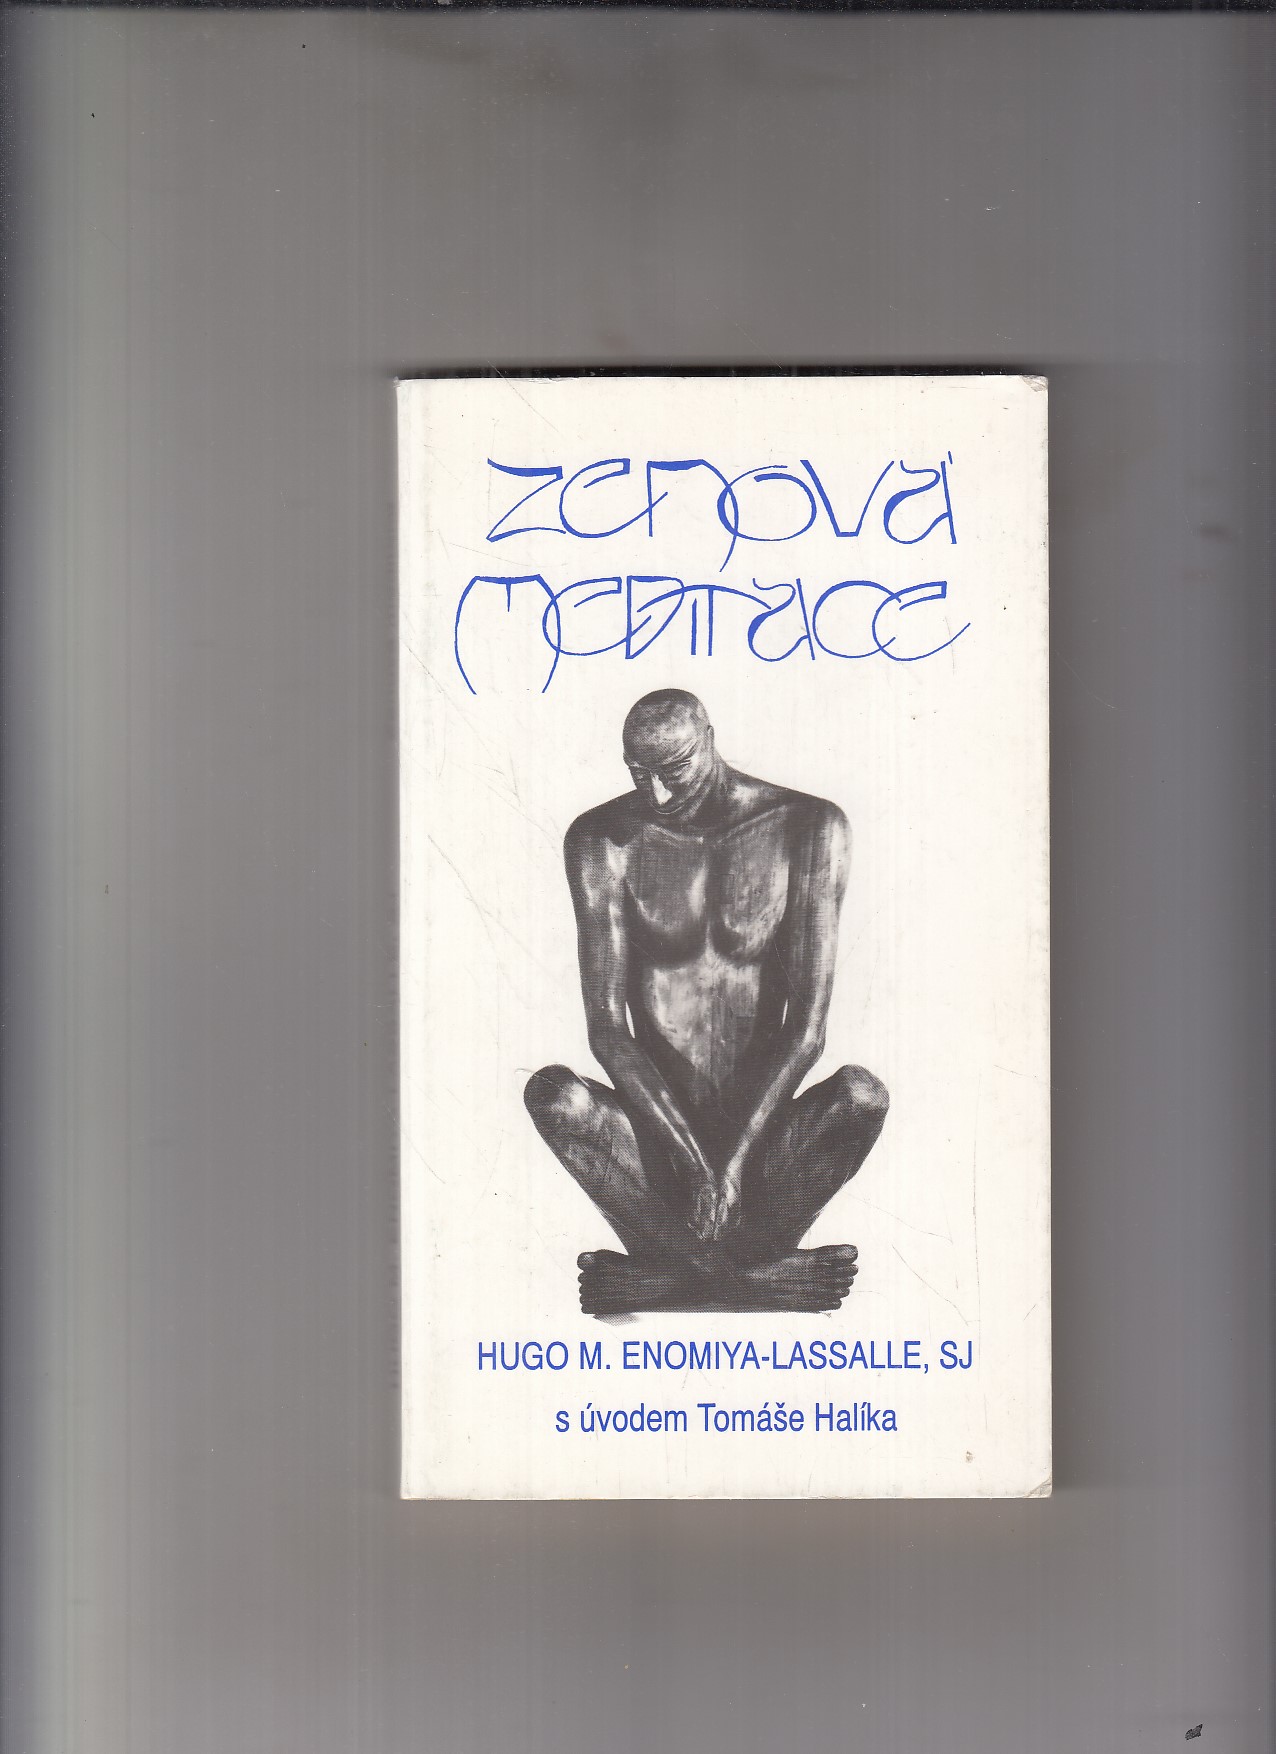 Zenová
meditace
HUGO M. ENOMIYA-LASSALLE, SJ
s úvodem Tomáše Halíka